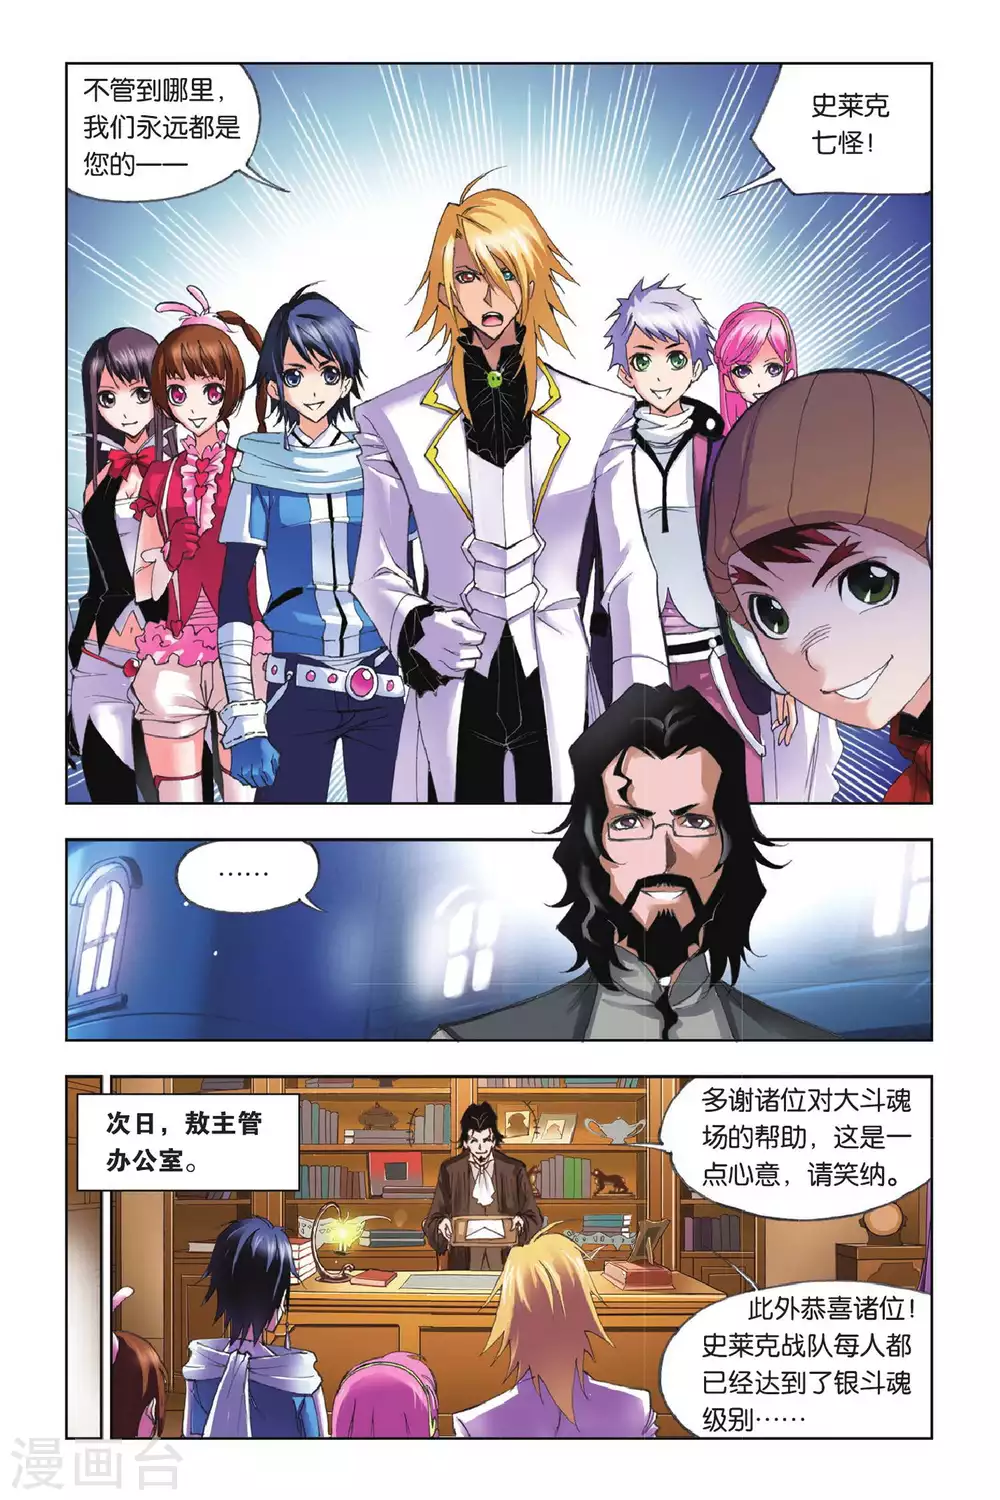 不管到哪里，
我们永远都是
您的——
史莱克
七怪！
……
次日，敖主管
办公室。
多谢诸位对大斗魂
场的帮助，这是一
点心意，请笑纳。
此外恭喜诸位！
史莱克战队每人都
已经达到了银斗魂
级别……
漫画台